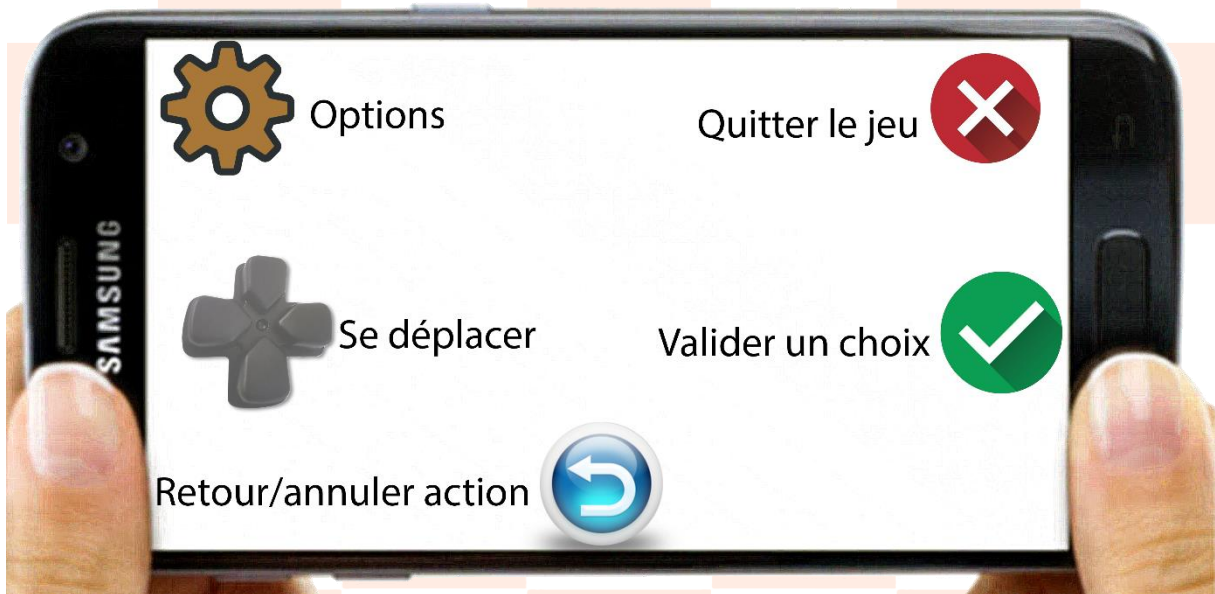 Options
Quitter le jeu
SAMSUNG
Se déplacer
Valider un choix
Retour/annuler action